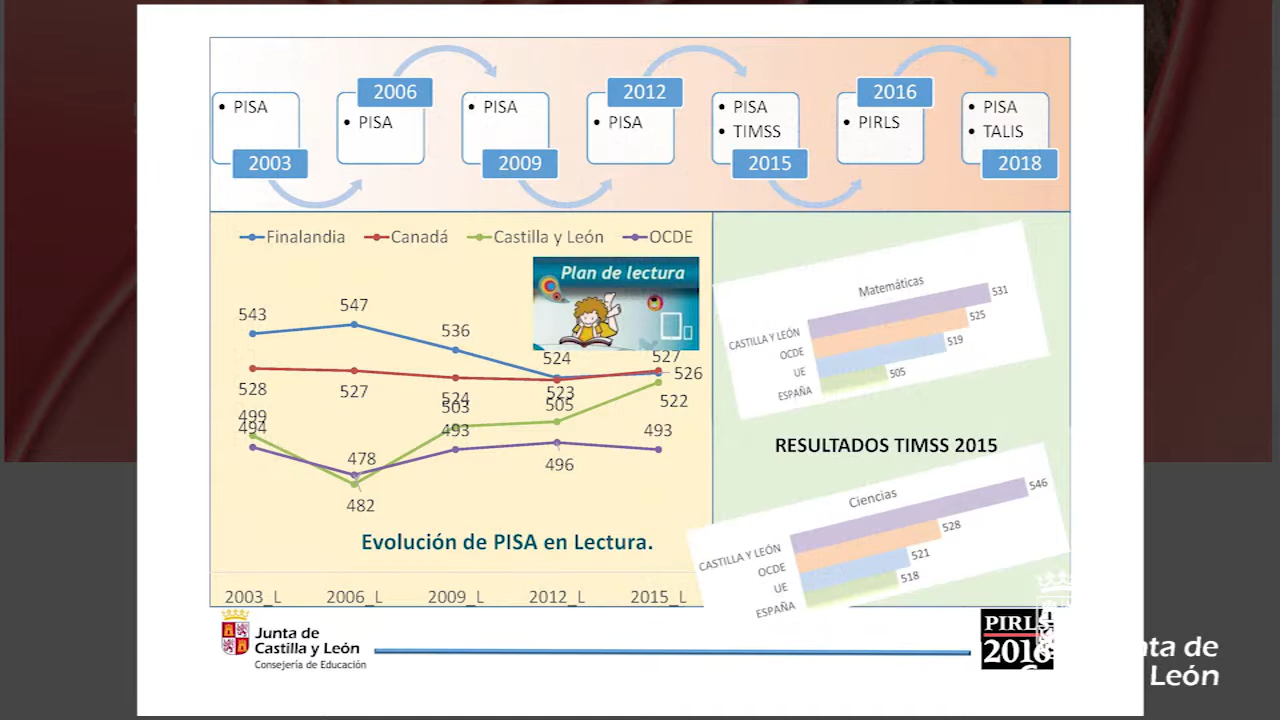 2006
2012
2016
• PISA
• PISA
• PISA
• PISA
• PISA
• TIMSS
• PIRLS
• PISA
• TALIS
2003
2009
2015
2018
Finalandia
Canadá
Castilla y León
OCDE
Plan de lectura
543
547
536
524
527
526
528
527
524
523
522
499
494
503
505
493
493
478
496
482
Evolución de PISA en Lectura.
2003_L
2006_L
2009_L
2012_L
2015_L
Matemáticas
CASTILLA Y LEÓN
531
OCDE
525
UE
519
ESPAÑA
505
RESULTADOS TIMSS 2015
Ciencias
CASTILLA Y LEÓN
546
OCDE
528
UE
521
ESPAÑA
518
Junta de
Castilla y León
Consejería de Educación
PIRLS
2016
nta de
León